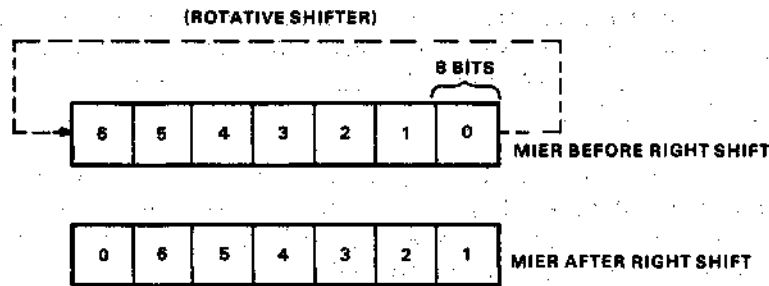 (ROTATIVE SHIFTER)
8 BITS
6 5 4 3 2 1 0
MIER BEFORE RIGHT SHIFT
0 6 5 4 3 2 1
MIER AFTER RIGHT SHIFT